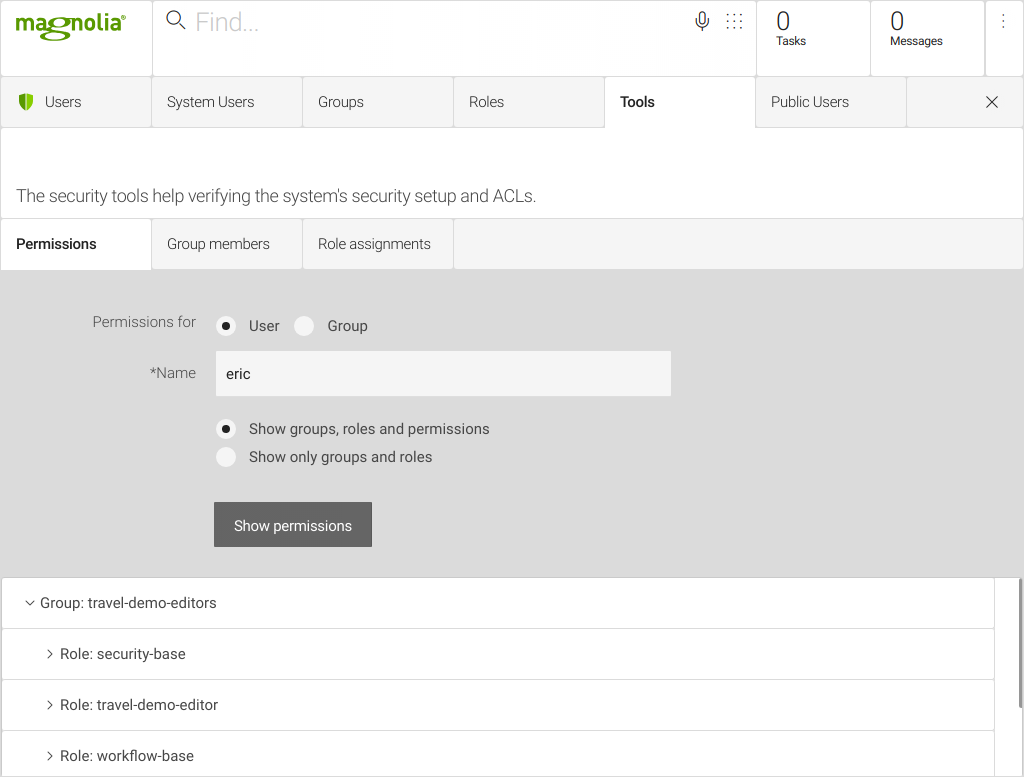 magnolia®
Find...
0
Tasks
0
Messages
Users
System Users
Groups
Roles
Tools
Public Users
The security tools help verifying the system's security setup and ACLs.
Permissions
Group members
Role assignments
Permissions for
User
Group
*Name
eric
Show groups, roles and permissions
Show only groups and roles
Show permissions
Group: travel-demo-editors
Role: security-base
Role: travel-demo-editor
Role: workflow-base